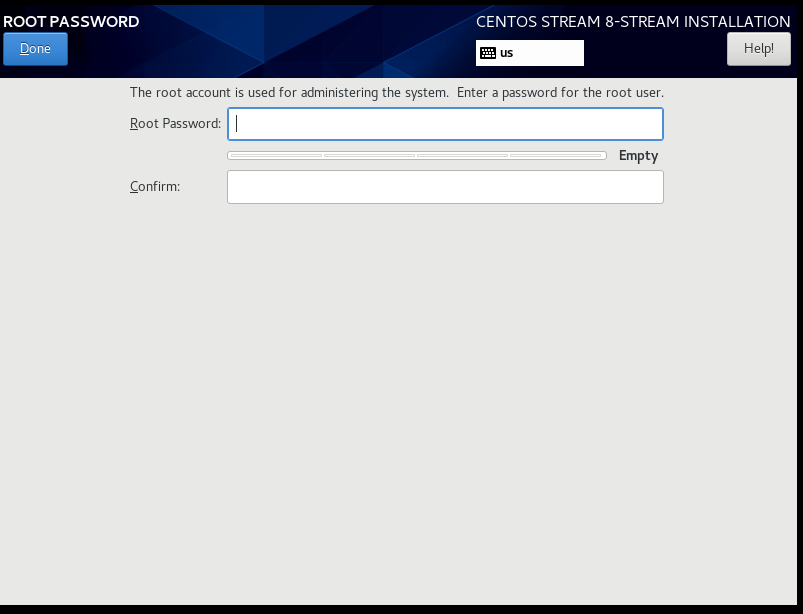 ROOT PASSWORD
CENTOS STREAM 8-STREAM INSTALLATION
Done
us
Help!
The root account is used for administering the system.  Enter a password for the root user.
Root Password:
Empty
Confirm: